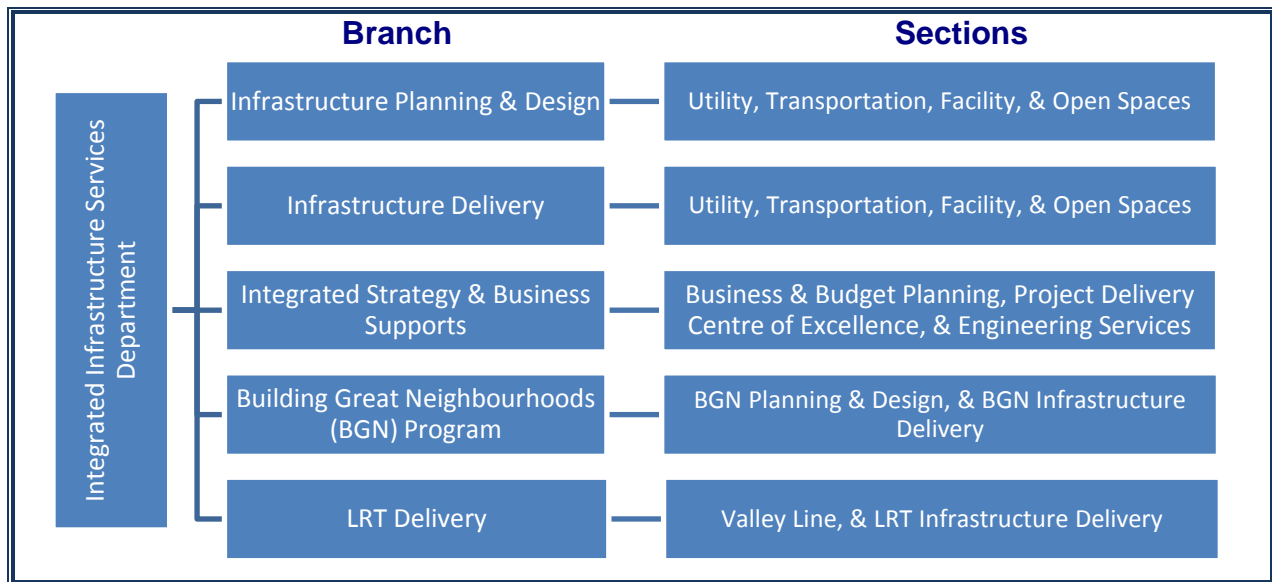 Branch
Sections
Integrated Infrastructure Services
Department
Infrastructure Planning & Design
Utility, Transportation, Facility, & Open Spaces
Infrastructure Delivery
Utility, Transportation, Facility, & Open Spaces
Integrated Strategy & Business
Supports
Business & Budget Planning, Project Delivery
Centre of Excellence, & Engineering Services
Building Great Neighbourhoods
(BGN) Program
BGN Planning & Design, & BGN Infrastructure
Delivery
LRT Delivery
Valley Line, & LRT Infrastructure Delivery